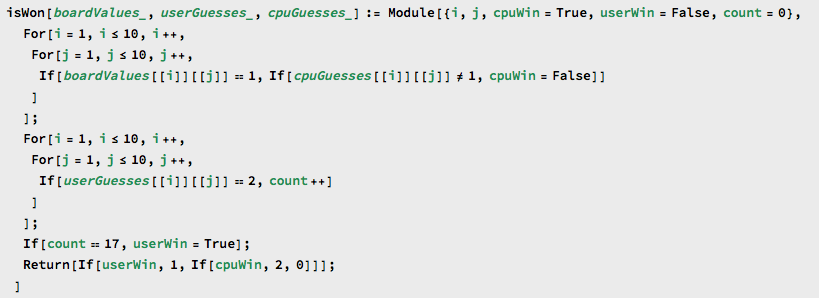 isWon[boardValues_, userGuesses_, cpuGuesses_] := Module[{i, j, cpuWin = True, userWin = False, count = 0},
For[i = 1, i ≤ 10, i ++,
For[j = 1, j ≤ 10, j ++,
If[boardValues[[i]][[j]] == 1, If[cpuGuesses[[i]][[j]] ≠ 1, cpuWin = False]]
]
];
For[i = 1, i ≤ 10, i ++,
For[j = 1, j ≤ 10, j ++,
If[userGuesses[[i]][[j]] == 2, count ++]
]
];
If[count == 17, userWin = True];
Return[If[userWin, 1, If[cpuWin, 2, 0]]];
]